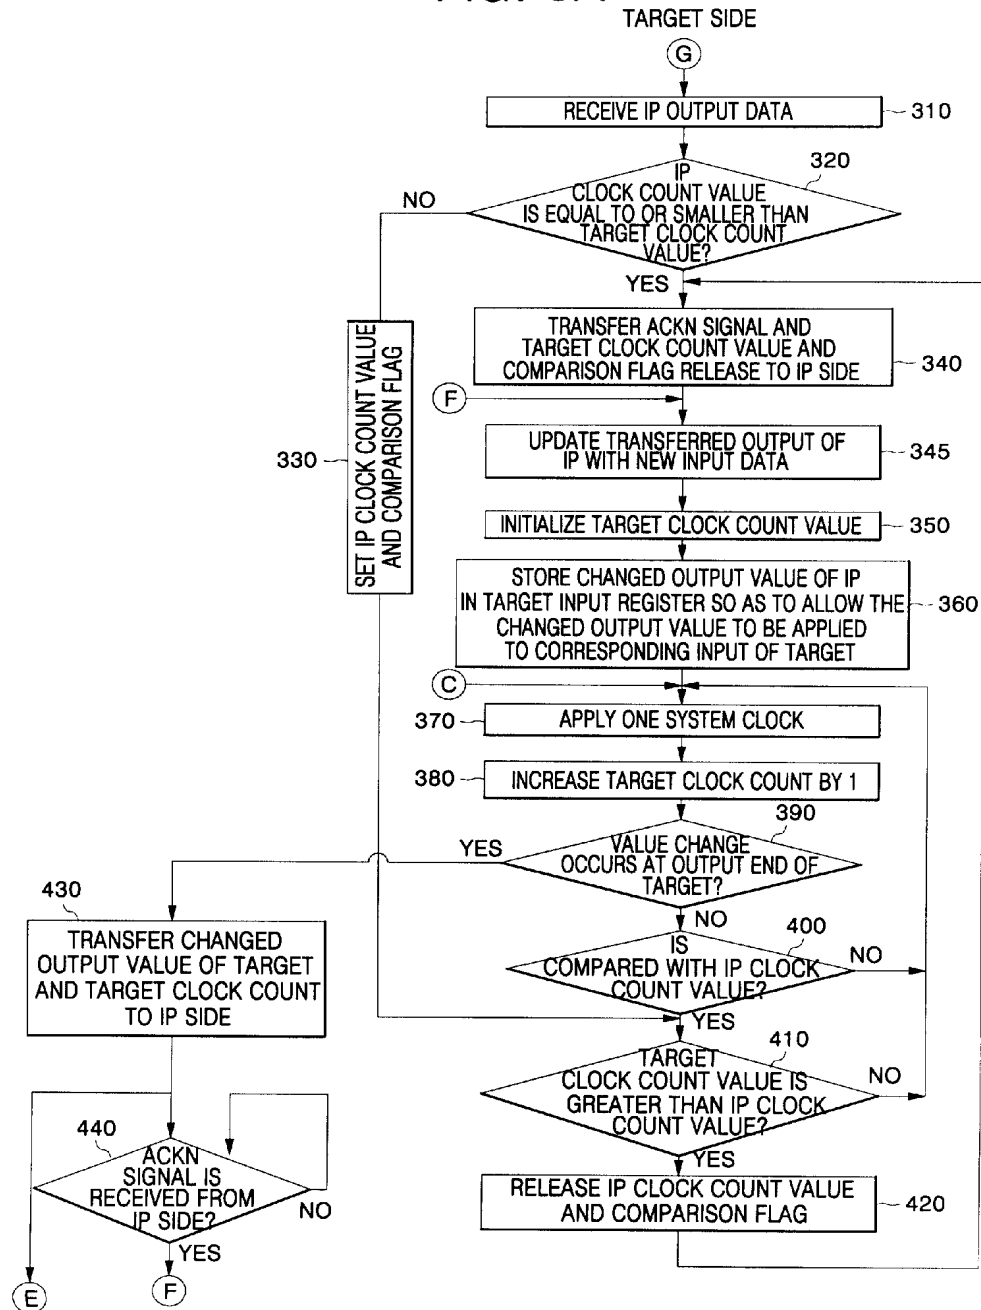 TARGET SIDE
G
RECEIVE IP OUTPUT DATA
310
320
IP
CLOCK COUNT VALUE
IS EQUAL TO OR SMALLER THAN
TARGET CLOCK COUNT
VALUE?
NO
YES
SET IP CLOCK COUNT VALUE
AND COMPARISON FLAG
330
TRANSFER ACKN SIGNAL AND
TARGET CLOCK COUNT VALUE AND
COMPARISON FLAG RELEASE TO IP SIDE
340
F
UPDATE TRANSFERRED OUTPUT OF
IP WITH NEW INPUT DATA
345
INITIALIZE TARGET CLOCK COUNT VALUE
350
STORE CHANGED OUTPUT VALUE OF IP
IN TARGET INPUT REGISTER SO AS TO ALLOW THE
CHANGED OUTPUT VALUE TO BE APPLIED
TO CORRESPONDING INPUT OF TARGET
360
C
370
APPLY ONE SYSTEM CLOCK
380
INCREASE TARGET CLOCK COUNT BY 1
390
VALUE CHANGE
OCCURS AT OUTPUT END OF
TARGET?
YES
NO
430
TRANSFER CHANGED
OUTPUT VALUE OF TARGET
AND TARGET CLOCK COUNT
TO IP SIDE
400
IS
COMPARED WITH IP CLOCK
COUNT VALUE?
NO
YES
410
TARGET
CLOCK COUNT VALUE IS
GREATER THAN IP CLOCK
COUNT VALUE?
NO
YES
440
ACKN
SIGNAL IS
RECEIVED FROM
IP SIDE?
NO
YES
RELEASE IP CLOCK COUNT VALUE
AND COMPARISON FLAG
420
E
F